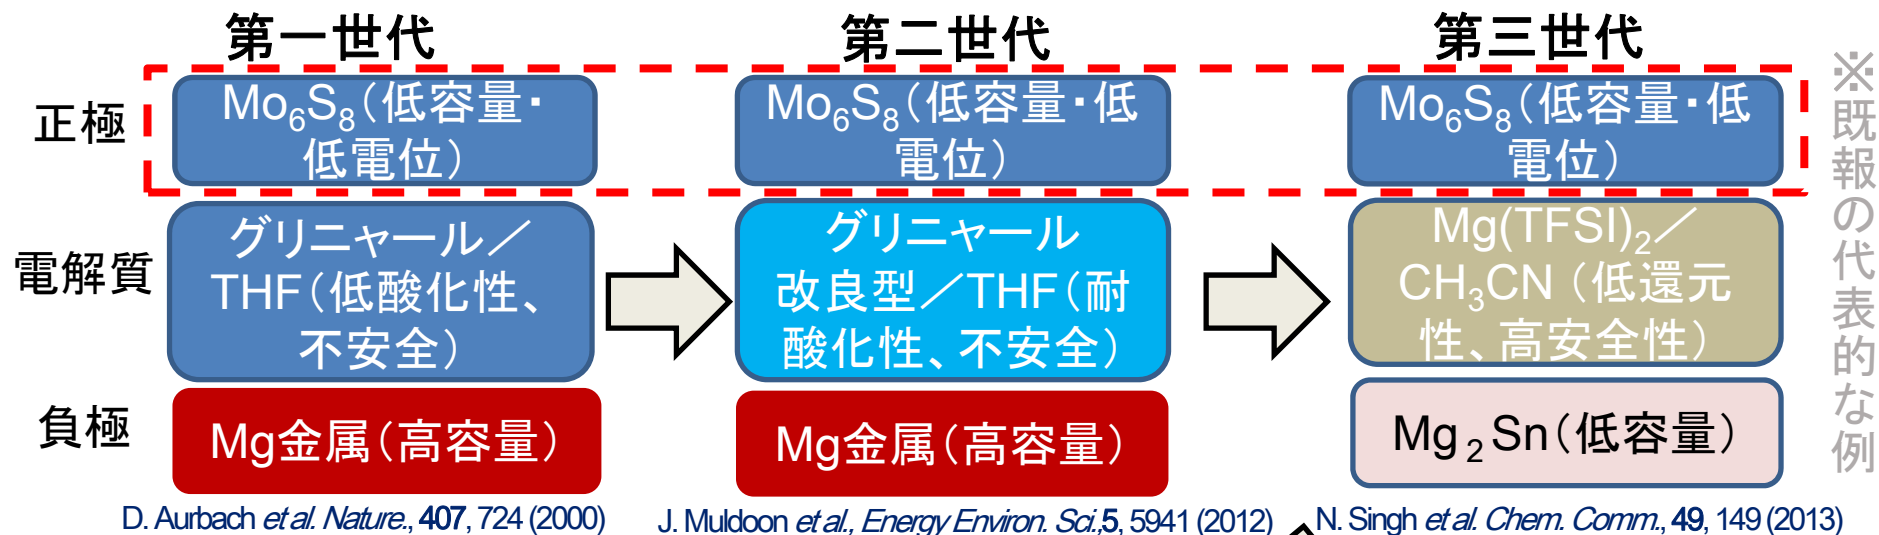 第一世代
第二世代
第三世代
正極
Mo₆S₈(低容量・
低電位)
Mo₆S₈(低容量・低
電位)
Mo₆S₈(低容量・低
電位)
電解質
グリニャール／
THF(低酸化性、
不安全)
グリニャール
改良型／THF(耐
酸化性、不安全)
Mg(TFSI)₂／
CH₃CN (低還元
性、高安全性)
負極
Mg金属(高容量)
Mg金属(高容量)
Mg₂Sn(低容量)
※既報の代表的な例
D. Aurbach et al. Nature., 407, 724 (2000)
J. Muldoon et al., Energy Environ. Sci.,5, 5941 (2012)
N. Singh et al. Chem. Comm., 49, 149 (2013)